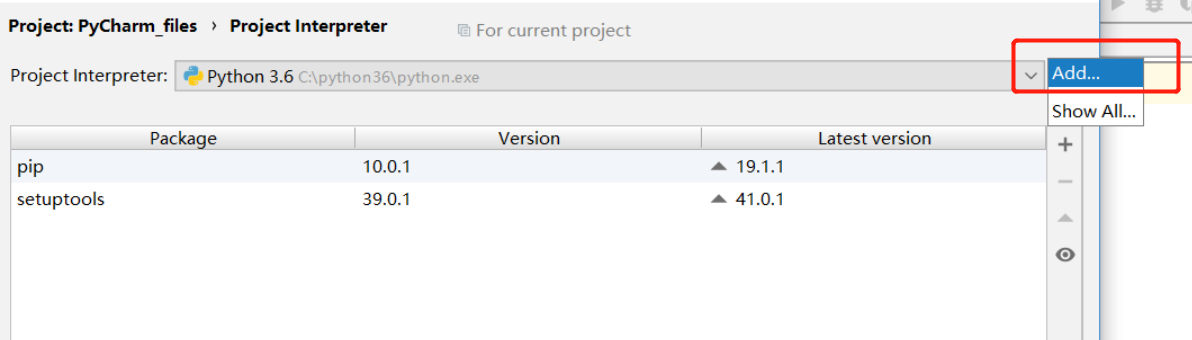 Project: PyCharm_files › Project Interpreter For current project
Project Interpreter: Python 3.6 C:\python36\python.exe Add...
Show All...
Package Version Latest version
pip 10.0.1 19.1.1
setuptools 39.0.1 41.0.1